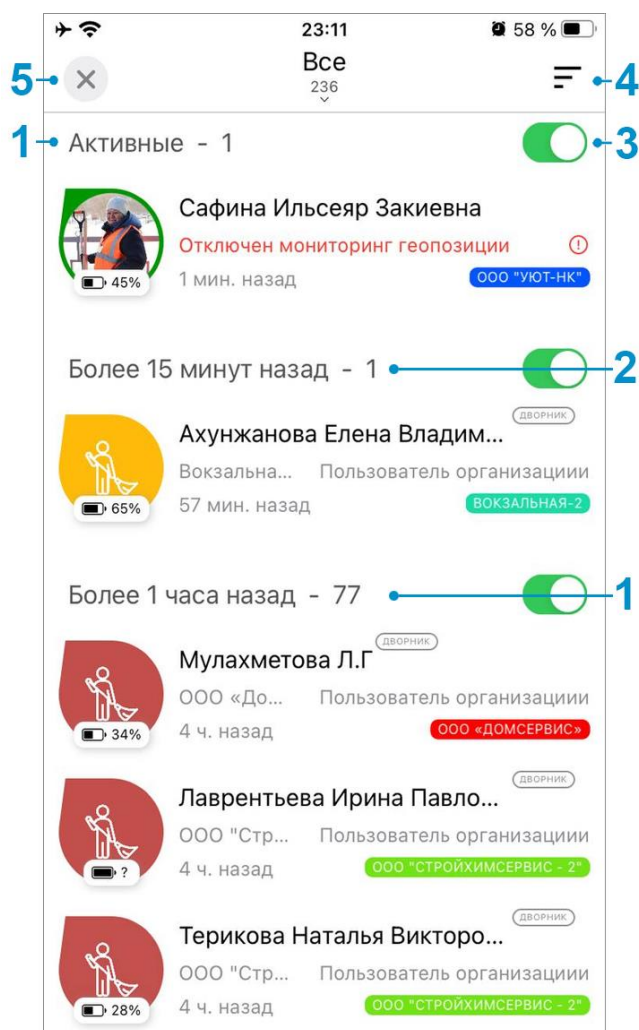 23:11
58 %
Все
236
5
4
1
Активные - 1
3
Сафина Ильсеяр Закиевна
Отключен мониторинг геопозиции
45%
1 мин. назад
ООО "УЮТ-НК"
Более 15 минут назад - 1
2
ДВОРНИК
Ахунжанова Елена Владим...
Вокзальна... Пользователь организациии
65%
57 мин. назад
ВОКЗАЛЬНАЯ-2
Более 1 часа назад - 77
1
ДВОРНИК
Мулахметова Л.Г
ООО «До... Пользователь организациии
34%
4 ч. назад
ООО «ДОМСЕРВИС»
ДВОРНИК
Лаврентьева Ирина Павло...
ООО "Стр... Пользователь организациии
?
4 ч. назад
ООО "СТРОЙХИМСЕРВИС - 2"
ДВОРНИК
Терикова Наталья Викторо...
ООО "Стр... Пользователь организациии
28%
4 ч. назад
ООО "СТРОЙХИМСЕРВИС - 2"